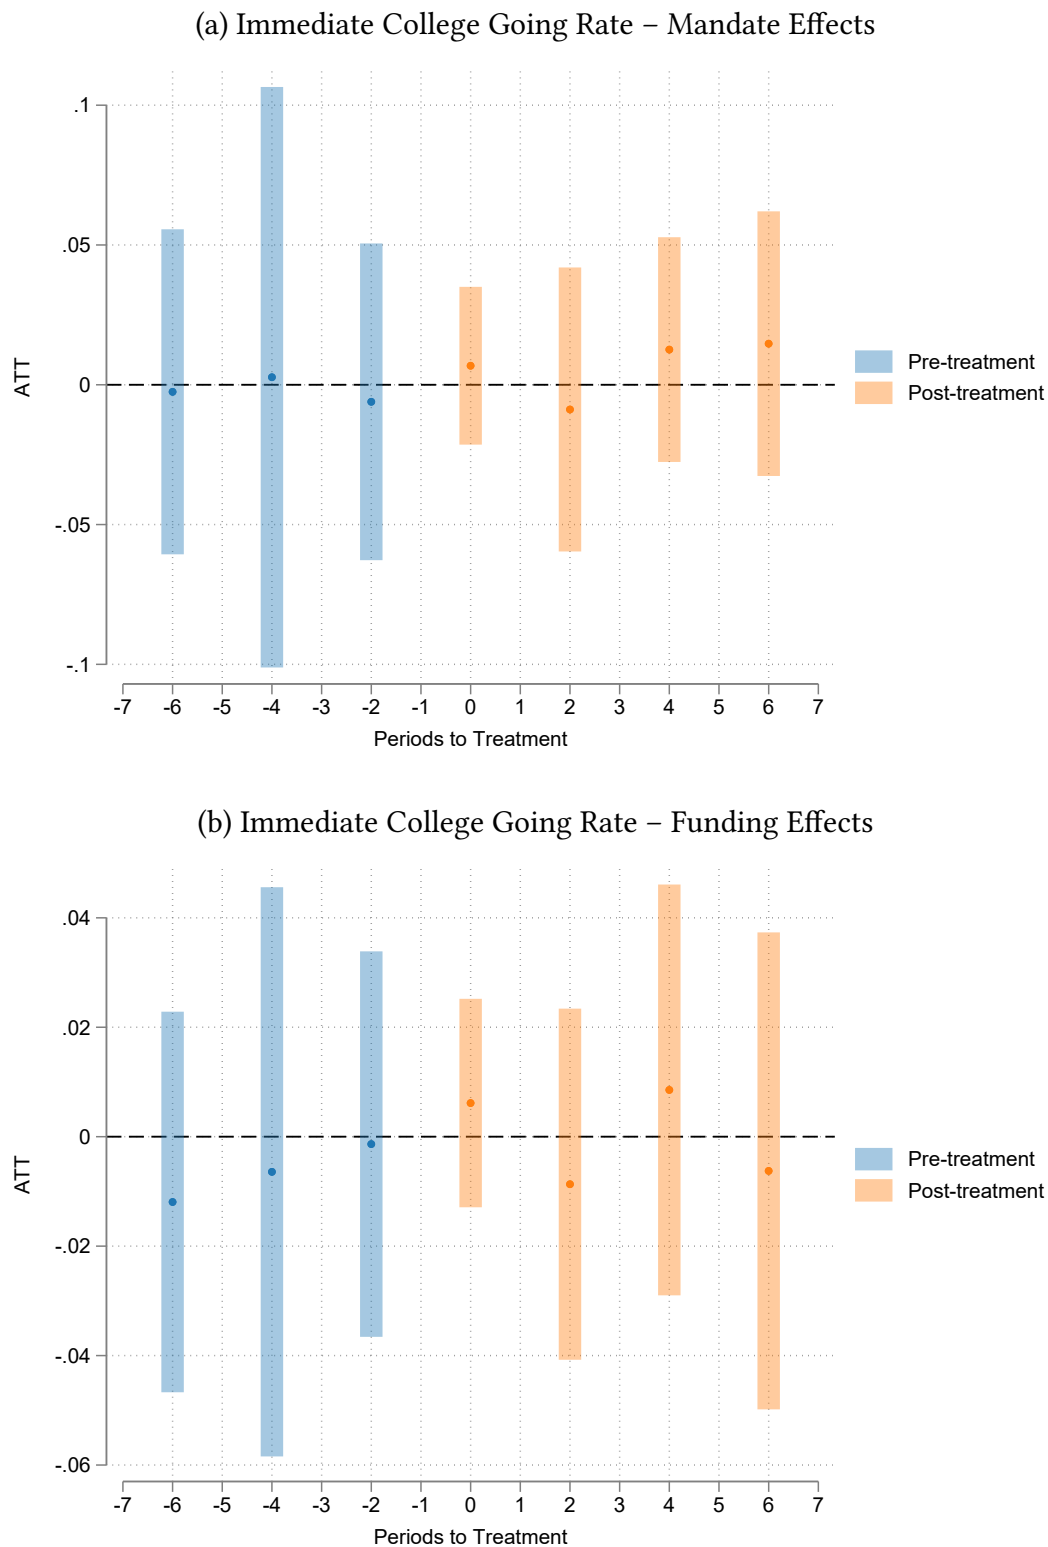 (a) Immediate College Going Rate – Mandate Effects
.1
.05
0
-.05
-.1
ATT
-7 -6 -5 -4 -3 -2 -1 0 1 2 3 4 5 6 7
Periods to Treatment
Pre-treatment
Post-treatment
(b) Immediate College Going Rate – Funding Effects
.04
.02
0
-.02
-.04
-.06
ATT
-7 -6 -5 -4 -3 -2 -1 0 1 2 3 4 5 6 7
Periods to Treatment
Pre-treatment
Post-treatment